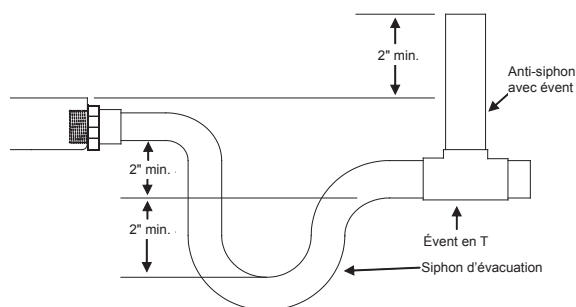 2" min.
Anti-siphon
avec évent
2" min.
2" min.
Évent en T
Siphon d'évacuation